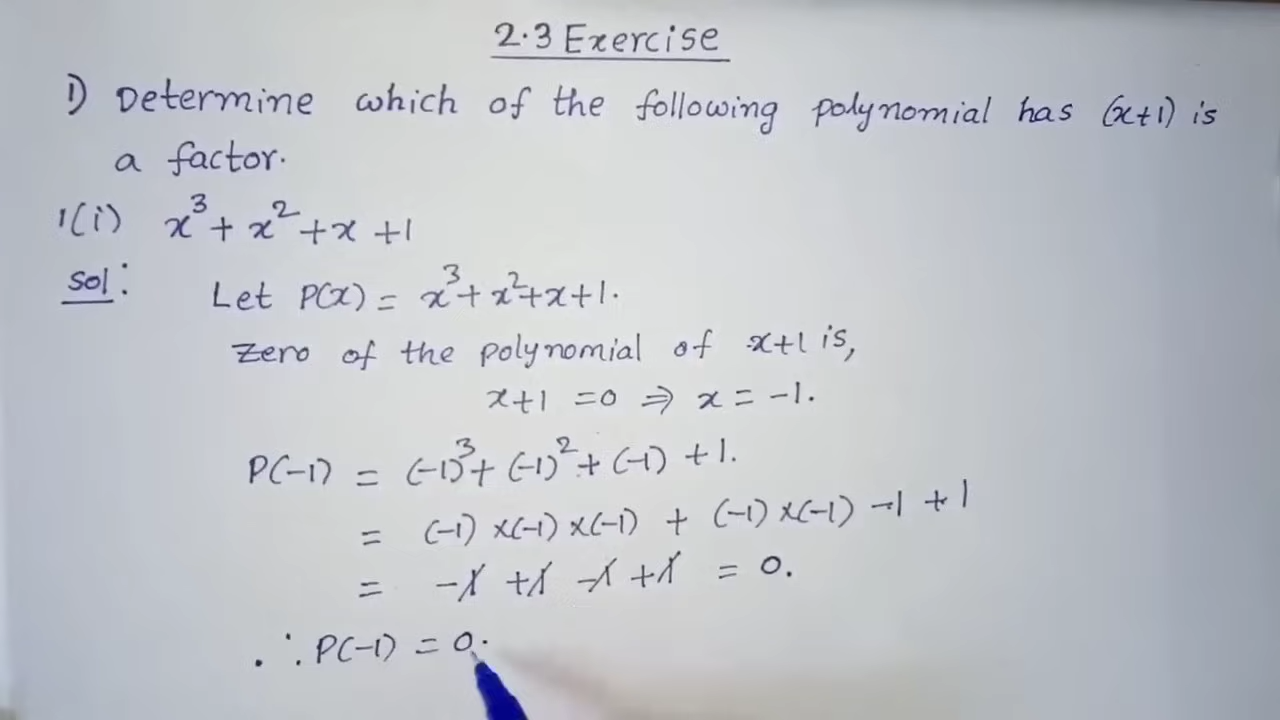 2.3 Exercise
1) Determine which of the following polynomial has (x+1) is
a factor.
1(i) x³ + x² + x + 1
Sol:
Let P(x) = x³ + x² + x + 1.
Zero of the polynomial of x+1 is,
x+1 = 0 ⇒ x = -1.
P(-1) = (-1)³ + (-1)² + (-1) + 1.
= (-1) ×(-1) ×(-1) + (-1) ×(-1) -1 + 1
= -1 +1 -1 +1 = 0.
∴ P(-1) = 0.